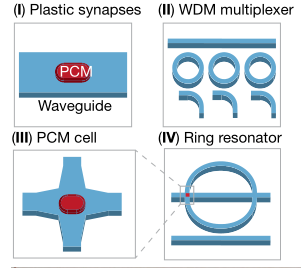 (I) Plastic synapses
(II) WDM multiplexer
PCM
Waveguide
(III) PCM cell
(IV) Ring resonator